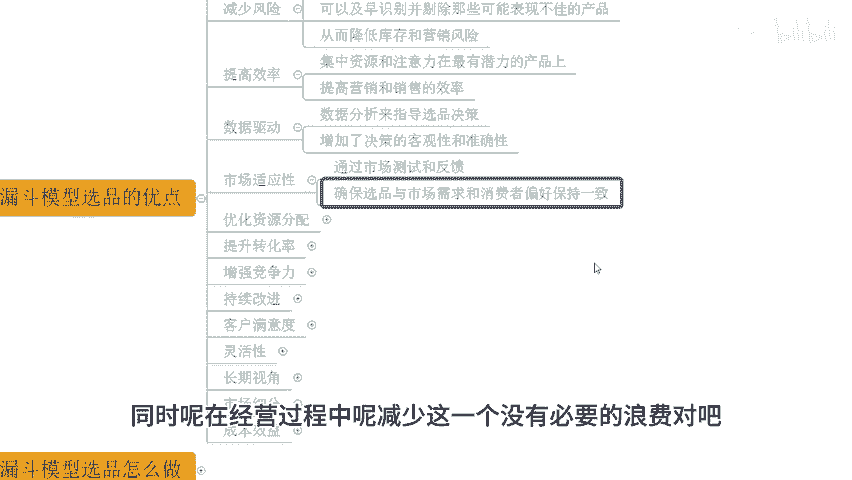 bilibili
减少风险
可以及早识别并剔除那些可能表现不佳的产品
从而降低库存和营销风险
提高效率
集中资源和注意力在最有潜力的产品上
提高营销和销售的效率
数据驱动
数据分析来指导选品决策
增加了决策的客观性和准确性
漏斗模型选品的优点
市场适应性
通过市场测试和反馈
确保选品与市场需求和消费者偏好保持一致
优化资源分配
提升转化率
增强竞争力
持续改进
客户满意度
灵活性
长期视角
市场细分
同时呢在经营过程中呢减少这一个没有必要的浪费对吧
成本效益
漏斗模型选品怎么做